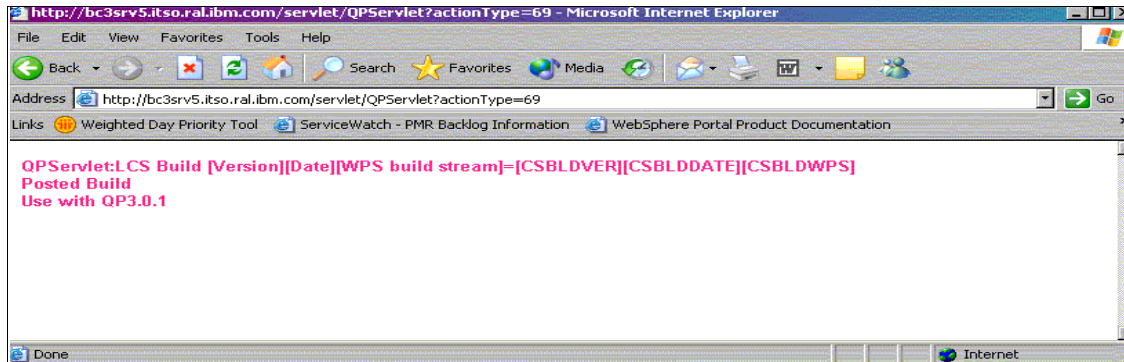 http://bc3srv5.itso.ral.ibm.com/servlet/QPServlet?actionType=69 - Microsoft Internet Explorer
File Edit View Favorites Tools Help
Back Search Favorites Media
Address http://bc3srv5.itso.ral.ibm.com/servlet/QPServlet?actionType=69 Go
Links Weighted Day Priority Tool ServiceWatch - PMR Backlog Information WebSphere Portal Product Documentation
QPServlet:LCS Build [Version][Date][WPS build stream]=[CSBLDVER][CSBLDDATE][CSBLDWPS]
Posted Build
Use with QP3.0.1
Done Internet